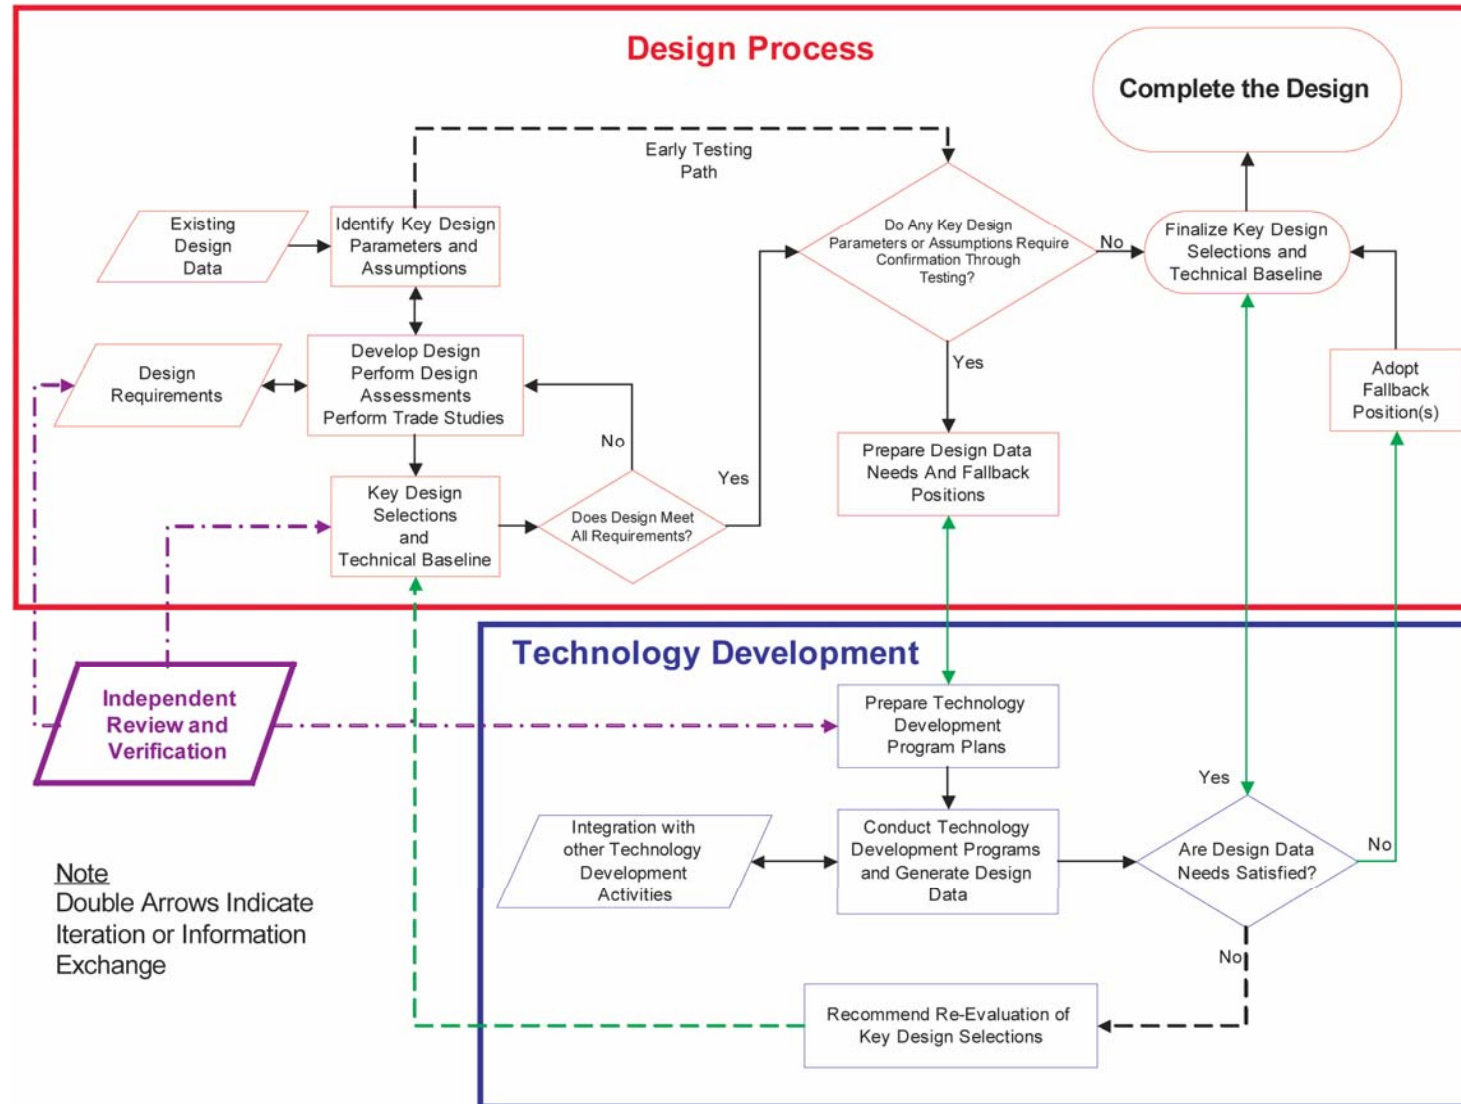 Design Process
Complete the Design
Early Testing
Path
Existing
Design
Data
Identify Key Design
Parameters and
Assumptions
Do Any Key Design
Parameters or Assumptions Require
Confirmation Through
Testing?
No
Finalize Key Design
Selections and
Technical Baseline
Design
Requirements
Develop Design
Perform Design
Assessments
Perform Trade Studies
Yes
Adopt
Fallback
Position(s)
No
Prepare Design Data
Needs And Fallback
Positions
Yes
Key Design
Selections
and
Technical Baseline
Does Design Meet
All Requirements?
Technology Development
Independent
Review and
Verification
Prepare Technology
Development
Program Plans
Yes
Integration with
other Technology
Development
Activities
Conduct Technology
Development Programs
and Generate Design
Data
Are Design Data
Needs Satisfied?
No
Note
Double Arrows Indicate
Iteration or Information
Exchange
No
Recommend Re-Evaluation of
Key Design Selections